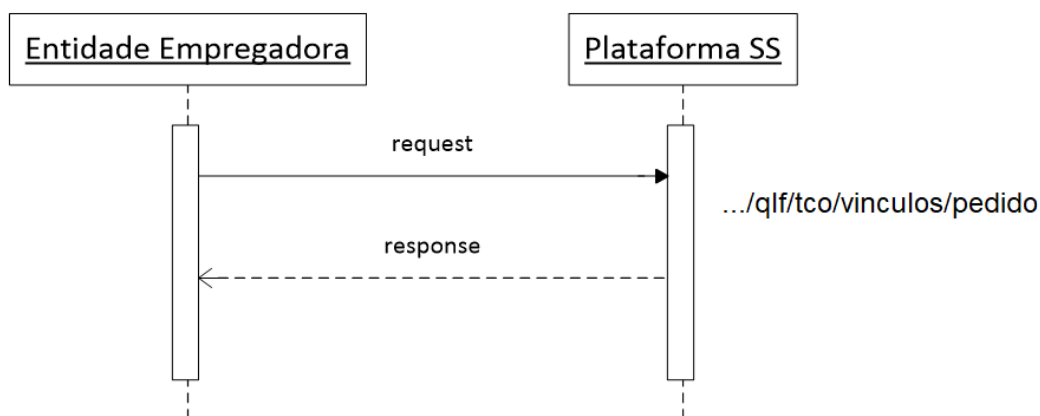 Entidade Empregadora
Plataforma SS
request
.../qlf/tco/vinculos/pedido
response